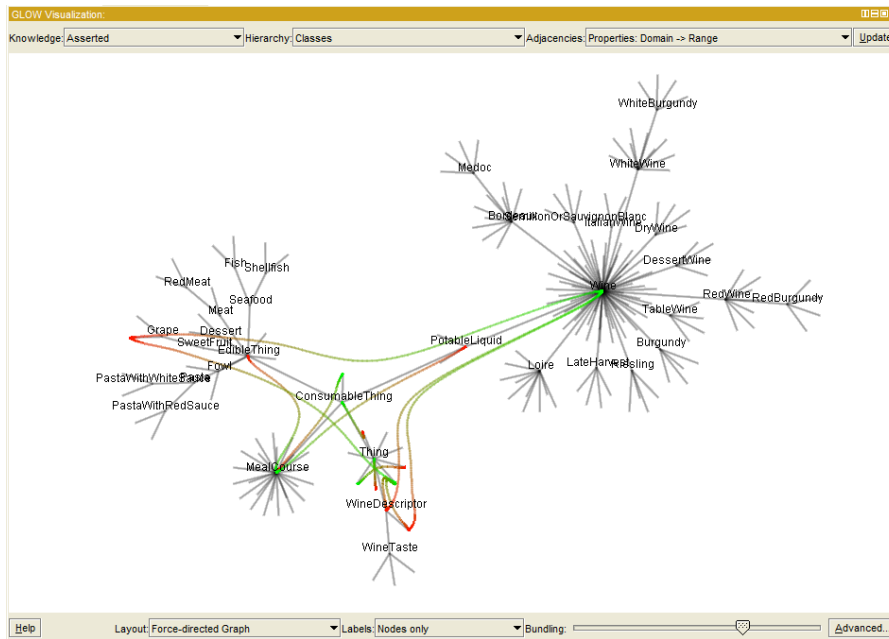 GLOW Visualization:
Knowledge: Asserted Hierarchy: Classes Adjacencies: Properties: Domain -> Range Update
WhiteBurgundy
WhiteWine
Medoc
Bordeaux
SemillonOrSauvignonBlanc
ItalianWine
DryWine
DessertWine
Fish
Shellfish
RedMeat
Wine
RedWine
RedBurgundy
Seafood
Meat
TableWine
Grape
Dessert
SweetFruit
EdibleThing
PotableLiquid
Burgundy
Fowl
Loire
LateHarvest
Riesling
PastaWithWhiteSauce
Pasta
ConsumableThing
PastaWithRedSauce
Thing
MealCourse
WineDescriptor
WineTaste
Help Layout: Force-directed Graph Labels: Nodes only Bundling: Advanced...